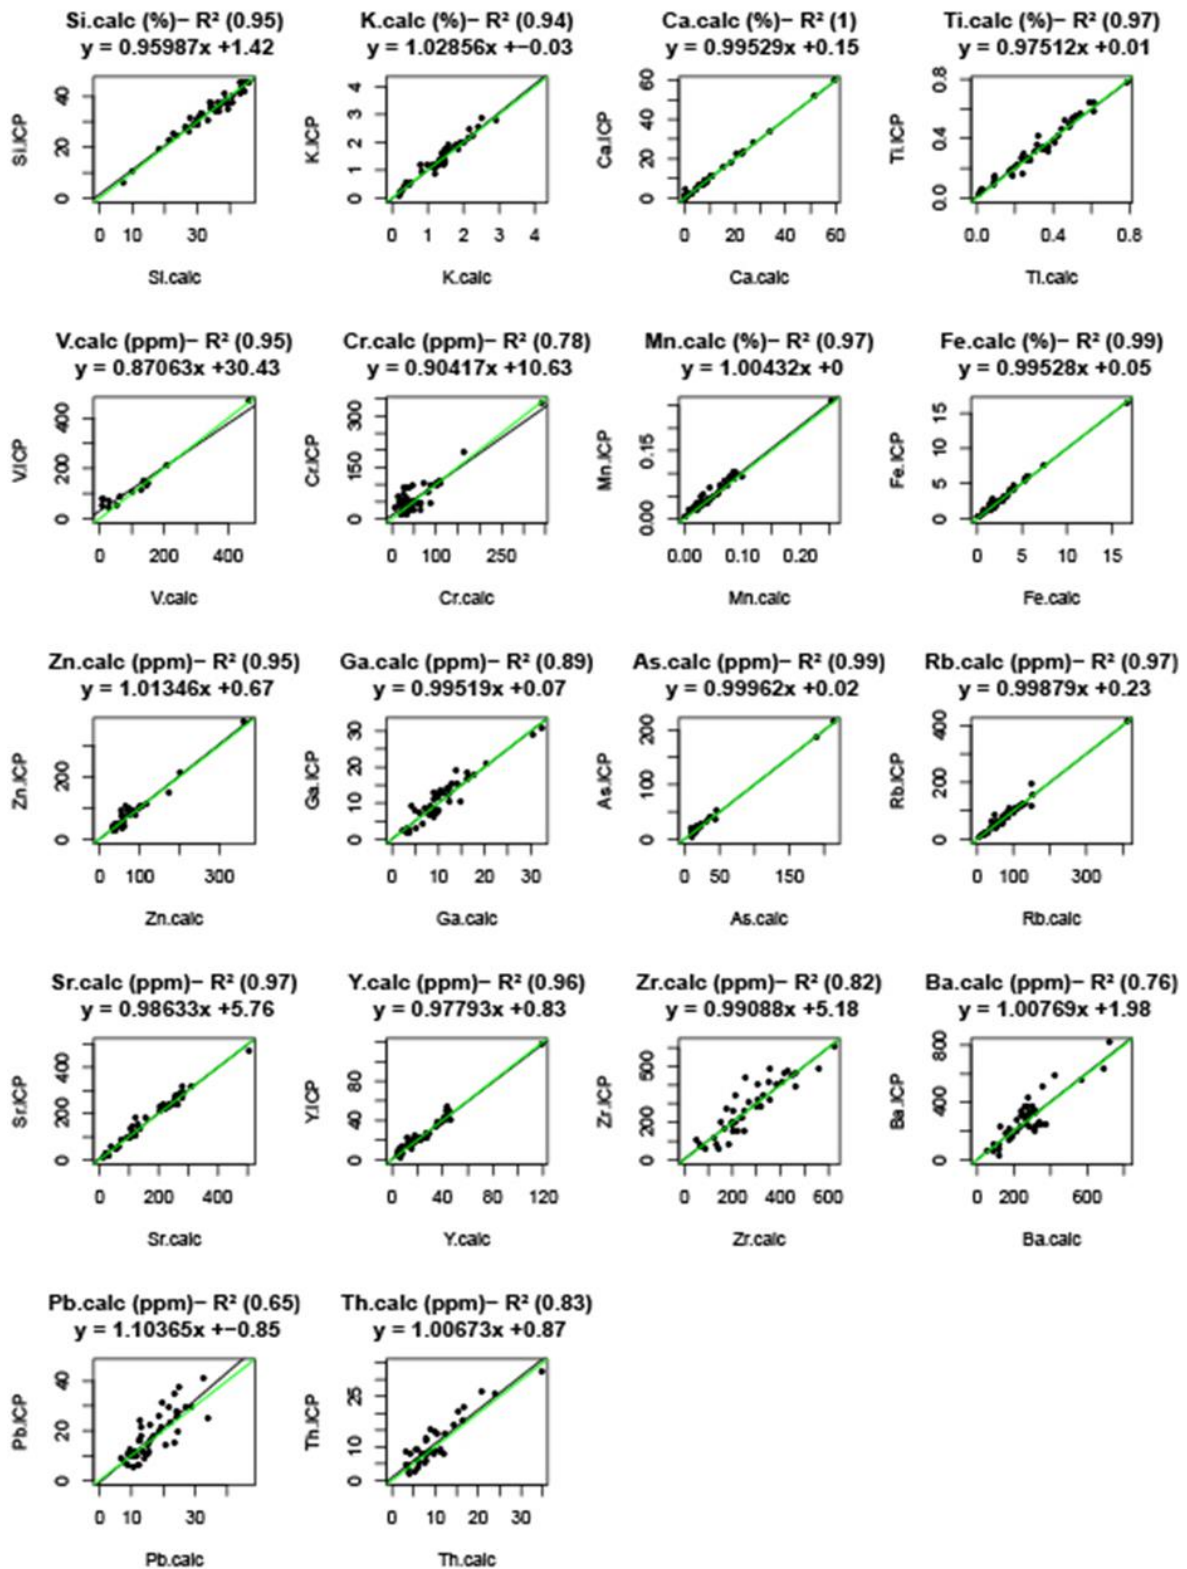 Si.calc (%)− R² (0.95)
y = 0.95987x +1.42
40
20
0
Si.ICP
0 10 30
Si.calc
K.calc (%)− R² (0.94)
y = 1.02856x +−0.03
4
3
2
1
0
K.ICP
0 1 2 3 4
K.calc
Ca.calc (%)− R² (1)
y = 0.99529x +0.15
60
40
20
0
Ca.ICP
0 20 40 60
Ca.calc
Ti.calc (%)− R² (0.97)
y = 0.97512x +0.01
0.8
0.4
0.0
Ti.ICP
0.0 0.4 0.8
Ti.calc
V.calc (ppm)− R² (0.95)
y = 0.87063x +30.43
400
200
0
V.ICP
0 200 400
V.calc
Cr.calc (ppm)− R² (0.78)
y = 0.90417x +10.63
300
150
0
Cr.ICP
0 100 250
Cr.calc
Mn.calc (%)− R² (0.97)
y = 1.00432x +0
0.15
0.00
Mn.ICP
0.00 0.10 0.20
Mn.calc
Fe.calc (%)− R² (0.99)
y = 0.99528x +0.05
15
10
5
0
Fe.ICP
0 5 10 15
Fe.calc
Zn.calc (ppm)− R² (0.95)
y = 1.01346x +0.67
200
0
Zn.ICP
0 100 300
Zn.calc
Ga.calc (ppm)− R² (0.89)
y = 0.99519x +0.07
30
20
10
0
Ga.ICP
0 10 20 30
Ga.calc
As.calc (ppm)− R² (0.99)
y = 0.99962x +0.02
200
100
0
As.ICP
0 50 150
As.calc
Rb.calc (ppm)− R² (0.97)
y = 0.99879x +0.23
400
200
0
Rb.ICP
0 100 300
Rb.calc
Sr.calc (ppm)− R² (0.97)
y = 0.98633x +5.76
400
200
0
Sr.ICP
0 200 400
Sr.calc
Y.calc (ppm)− R² (0.96)
y = 0.97793x +0.83
80
40
0
Y.ICP
0 40 80 120
Y.calc
Zr.calc (ppm)− R² (0.82)
y = 0.99088x +5.18
500
200
0
Zr.ICP
0 200 400 600
Zr.calc
Ba.calc (ppm)− R² (0.76)
y = 1.00769x +1.98
800
400
0
Ba.ICP
0 200 600
Ba.calc
Pb.calc (ppm)− R² (0.65)
y = 1.10365x +−0.85
40
20
0
Pb.ICP
0 10 30
Pb.calc
Th.calc (ppm)− R² (0.83)
y = 1.00673x +0.87
25
10
0
Th.ICP
0 10 20 30
Th.calc